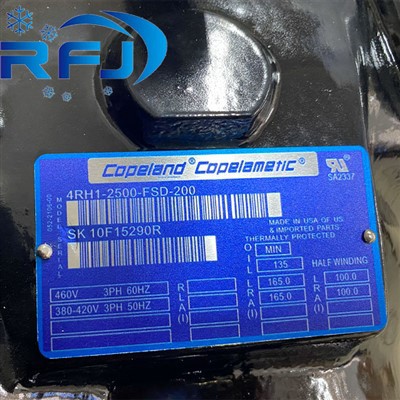 RFJ
Copeland® Copelametic®
SA2337
4RH1-2500-FSD-200
MODEL
SK 10F15290R
SERIAL
MADE IN USA OF US
& IMPORTED PARTS
THERMALLY PROTECTED
OIL MIN
135 HALF WINDING
460V 3PH 60HZ RLA(I) LRA(I) 165.0 LRA(I) 100.0
380-420V 3PH 50HZ 165.0 100.0